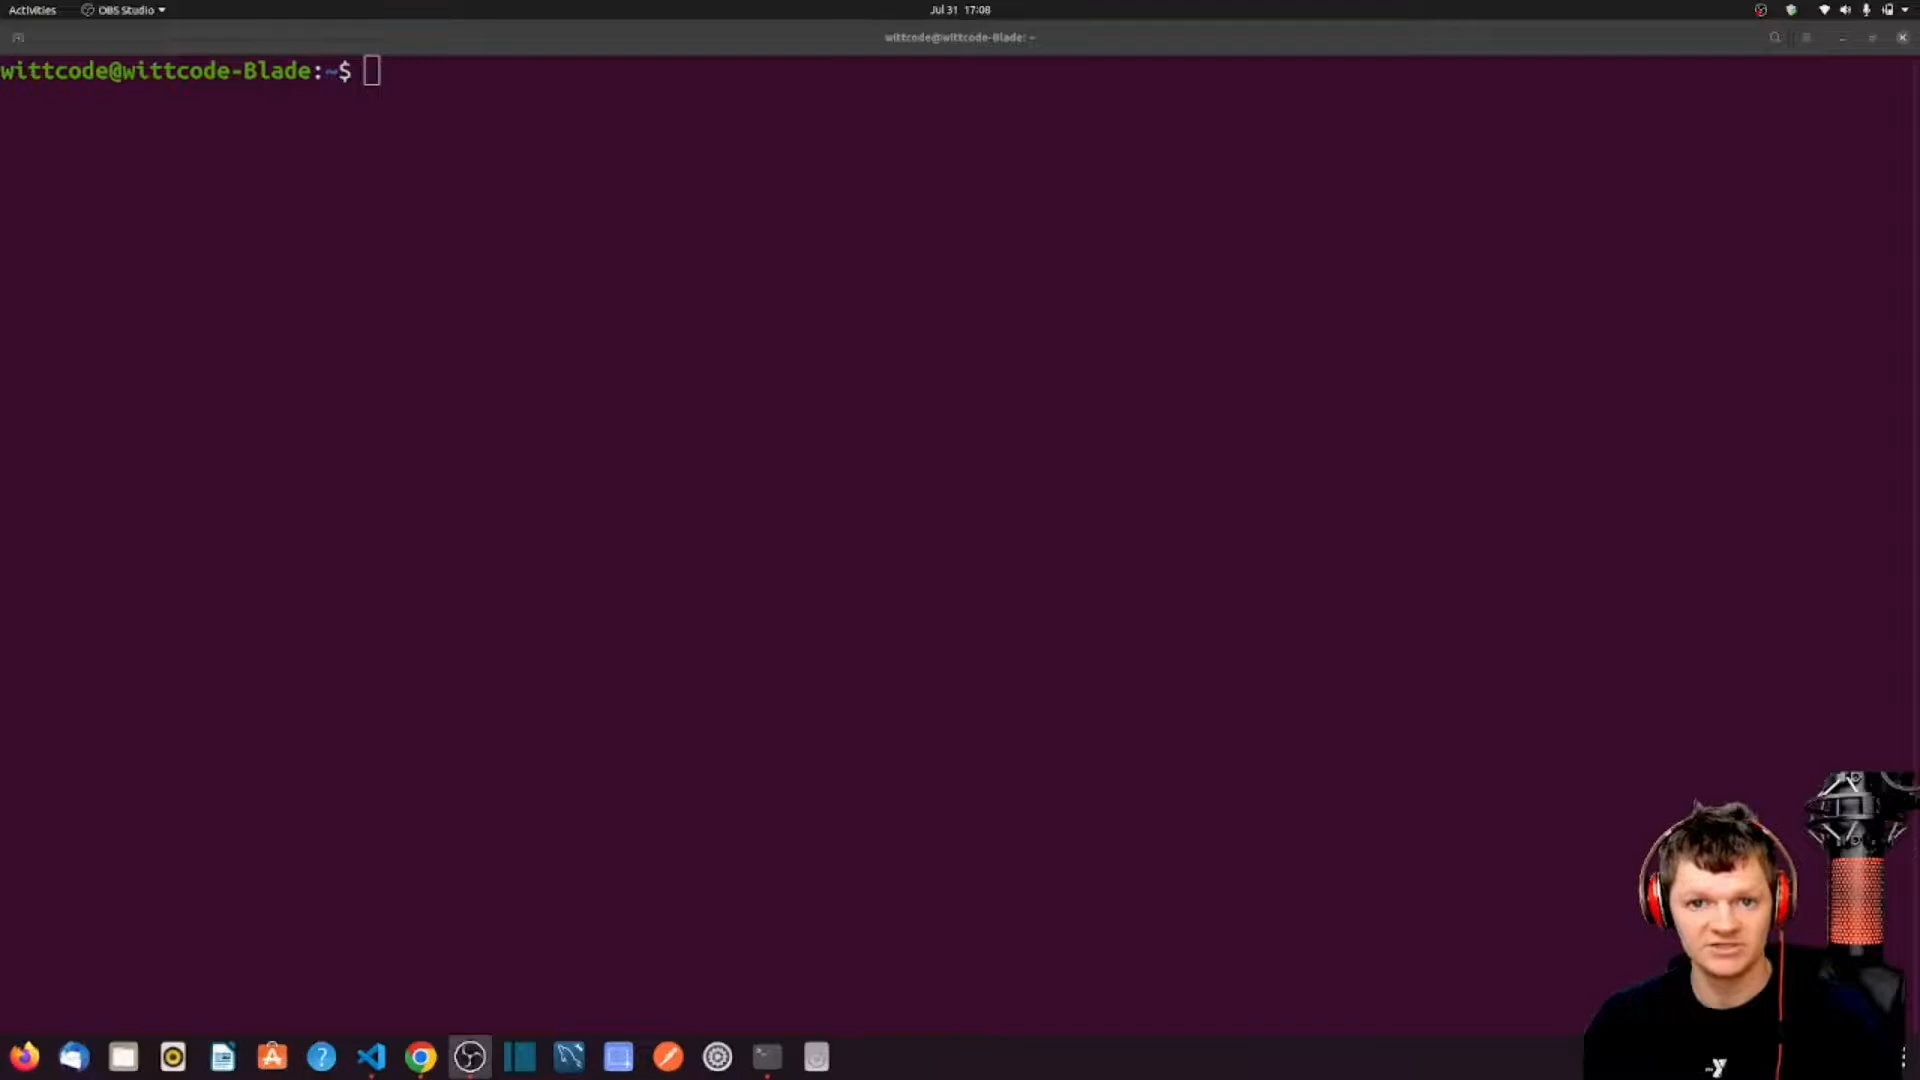 Activities OBS Studio Jul 31 17:08
wittcode@wittcode-Blade: ~
wittcode@wittcode-Blade:~$